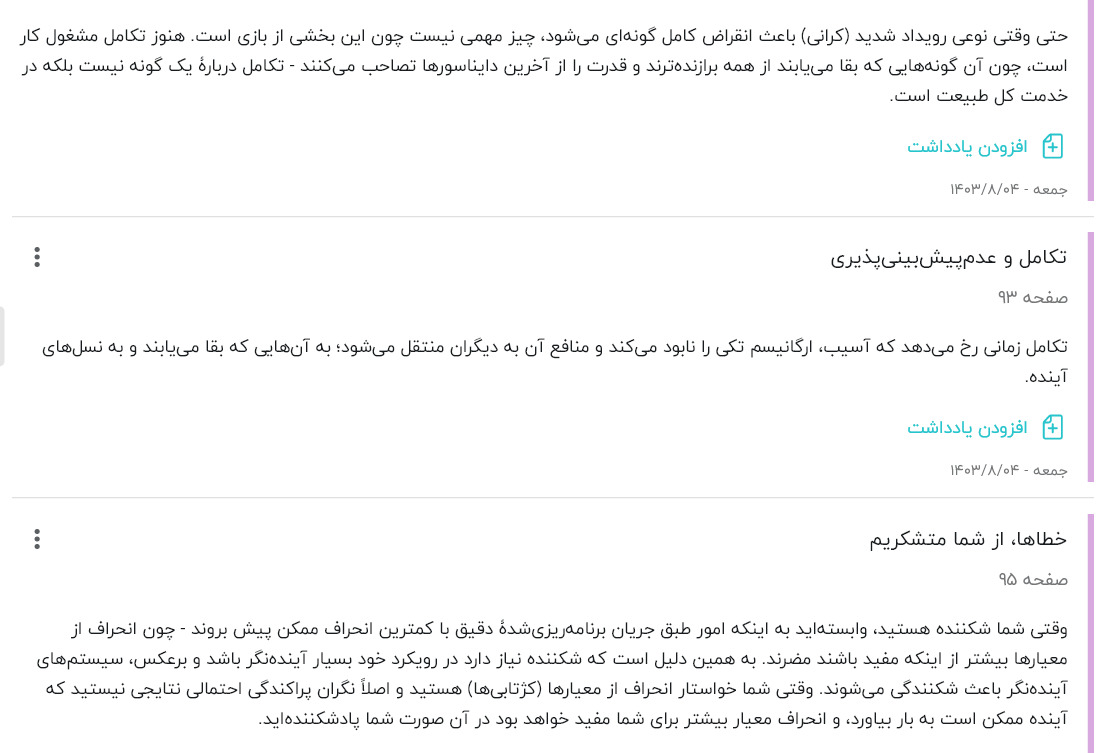 حتی وقتی نوعی رویداد شدید (کرانی) باعث انقراض کامل گونه‌ای می‌شود، چیز مهمی نیست چون این بخشی از بازی است. هنوز تکامل مشغول کار
است، چون آن گونه‌هایی که بقا می‌یابند از همه برازنده‌ترند و قدرت را از آخرین دایناسورها تصاحب می‌کنند - تکامل دربارهٔ یک گونه نیست بلکه در
خدمت کل طبیعت است.
افزودن یادداشت
جمعه - ۱۴۰۳/۸/۰۴
تکامل و عدم‌پیش‌بینی‌پذیری
صفحه ۹۳
تکامل زمانی رخ می‌دهد که آسیب، ارگانیسم تکی را نابود می‌کند و منافع آن به دیگران منتقل می‌شود؛ به آن‌هایی که بقا می‌یابند و به نسل‌های
آینده.
افزودن یادداشت
جمعه - ۱۴۰۳/۸/۰۴
خطاها، از شما متشکریم
صفحه ۹۵
وقتی شما شکننده هستید، وابسته‌اید به اینکه امور طبق جریان برنامه‌ریزی‌شدهٔ دقیق با کمترین انحراف ممکن پیش بروند - چون انحراف از
معیارها بیشتر از اینکه مفید باشند مضرند. به همین دلیل است که شکننده نیاز دارد در رویکرد خود بسیار آینده‌نگر باشد و برعکس، سیستم‌های
آینده‌نگر باعث شکنندگی می‌شوند. وقتی شما خواستار انحراف از معیارها (کژتابی‌ها) هستید و اصلاً نگران پراکندگی احتمالی نتایجی نیستید که
آینده ممکن است به بار بیاورد، و انحراف معیار بیشتر برای شما مفید خواهد بود در آن صورت شما پادشکننده‌اید.